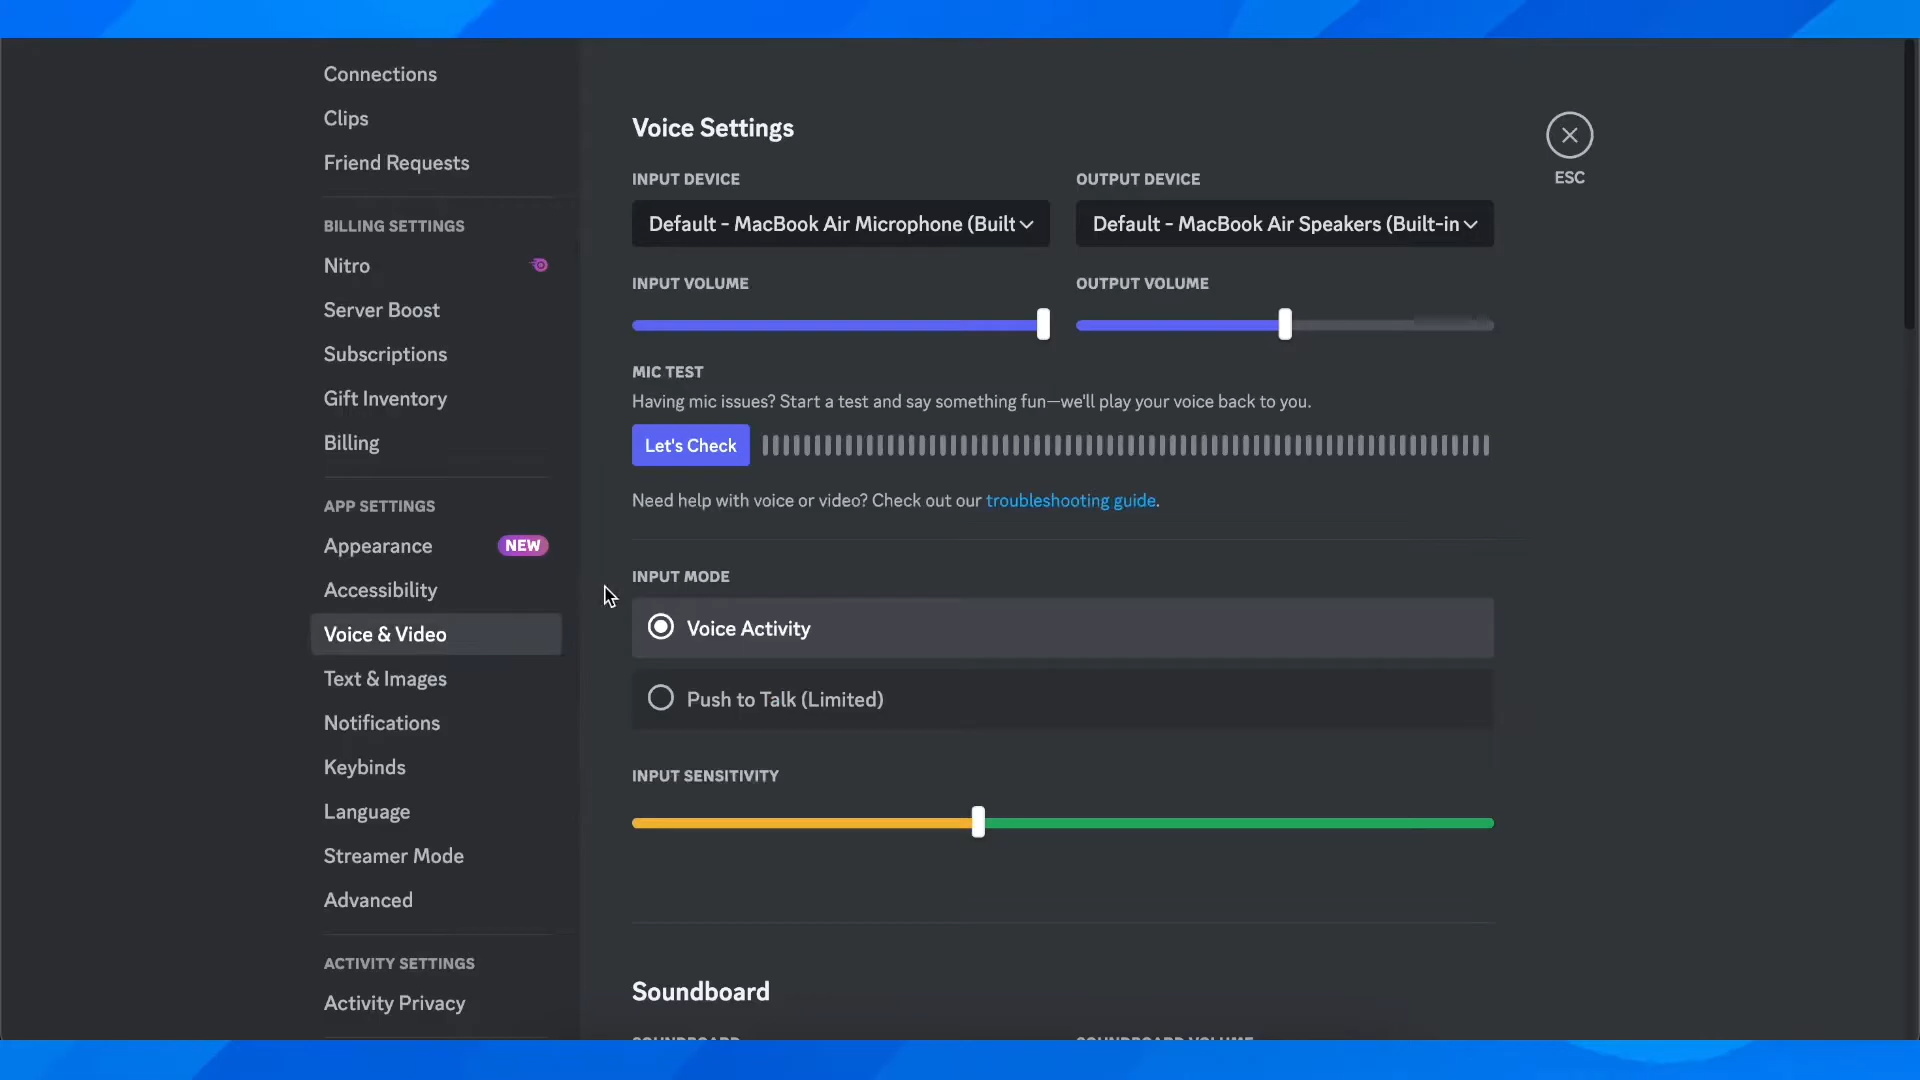 Connections
Clips
Friend Requests
BILLING SETTINGS
Nitro
Server Boost
Subscriptions
Gift Inventory
Billing
APP SETTINGS
Appearance
NEW
Accessibility
Voice & Video
Text & Images
Notifications
Keybinds
Language
Streamer Mode
Advanced
ACTIVITY SETTINGS
Activity Privacy
Voice Settings
INPUT DEVICE
Default - MacBook Air Microphone (Built
OUTPUT DEVICE
Default - MacBook Air Speakers (Built-in
INPUT VOLUME
OUTPUT VOLUME
MIC TEST
Having mic issues? Start a test and say something fun—we'll play your voice back to you.
Let's Check
Need help with voice or video? Check out our troubleshooting guide.
INPUT MODE
Voice Activity
Push to Talk (Limited)
INPUT SENSITIVITY
Soundboard
SOUNDBOARD
SOUNDBOARD VOLUME
ESC